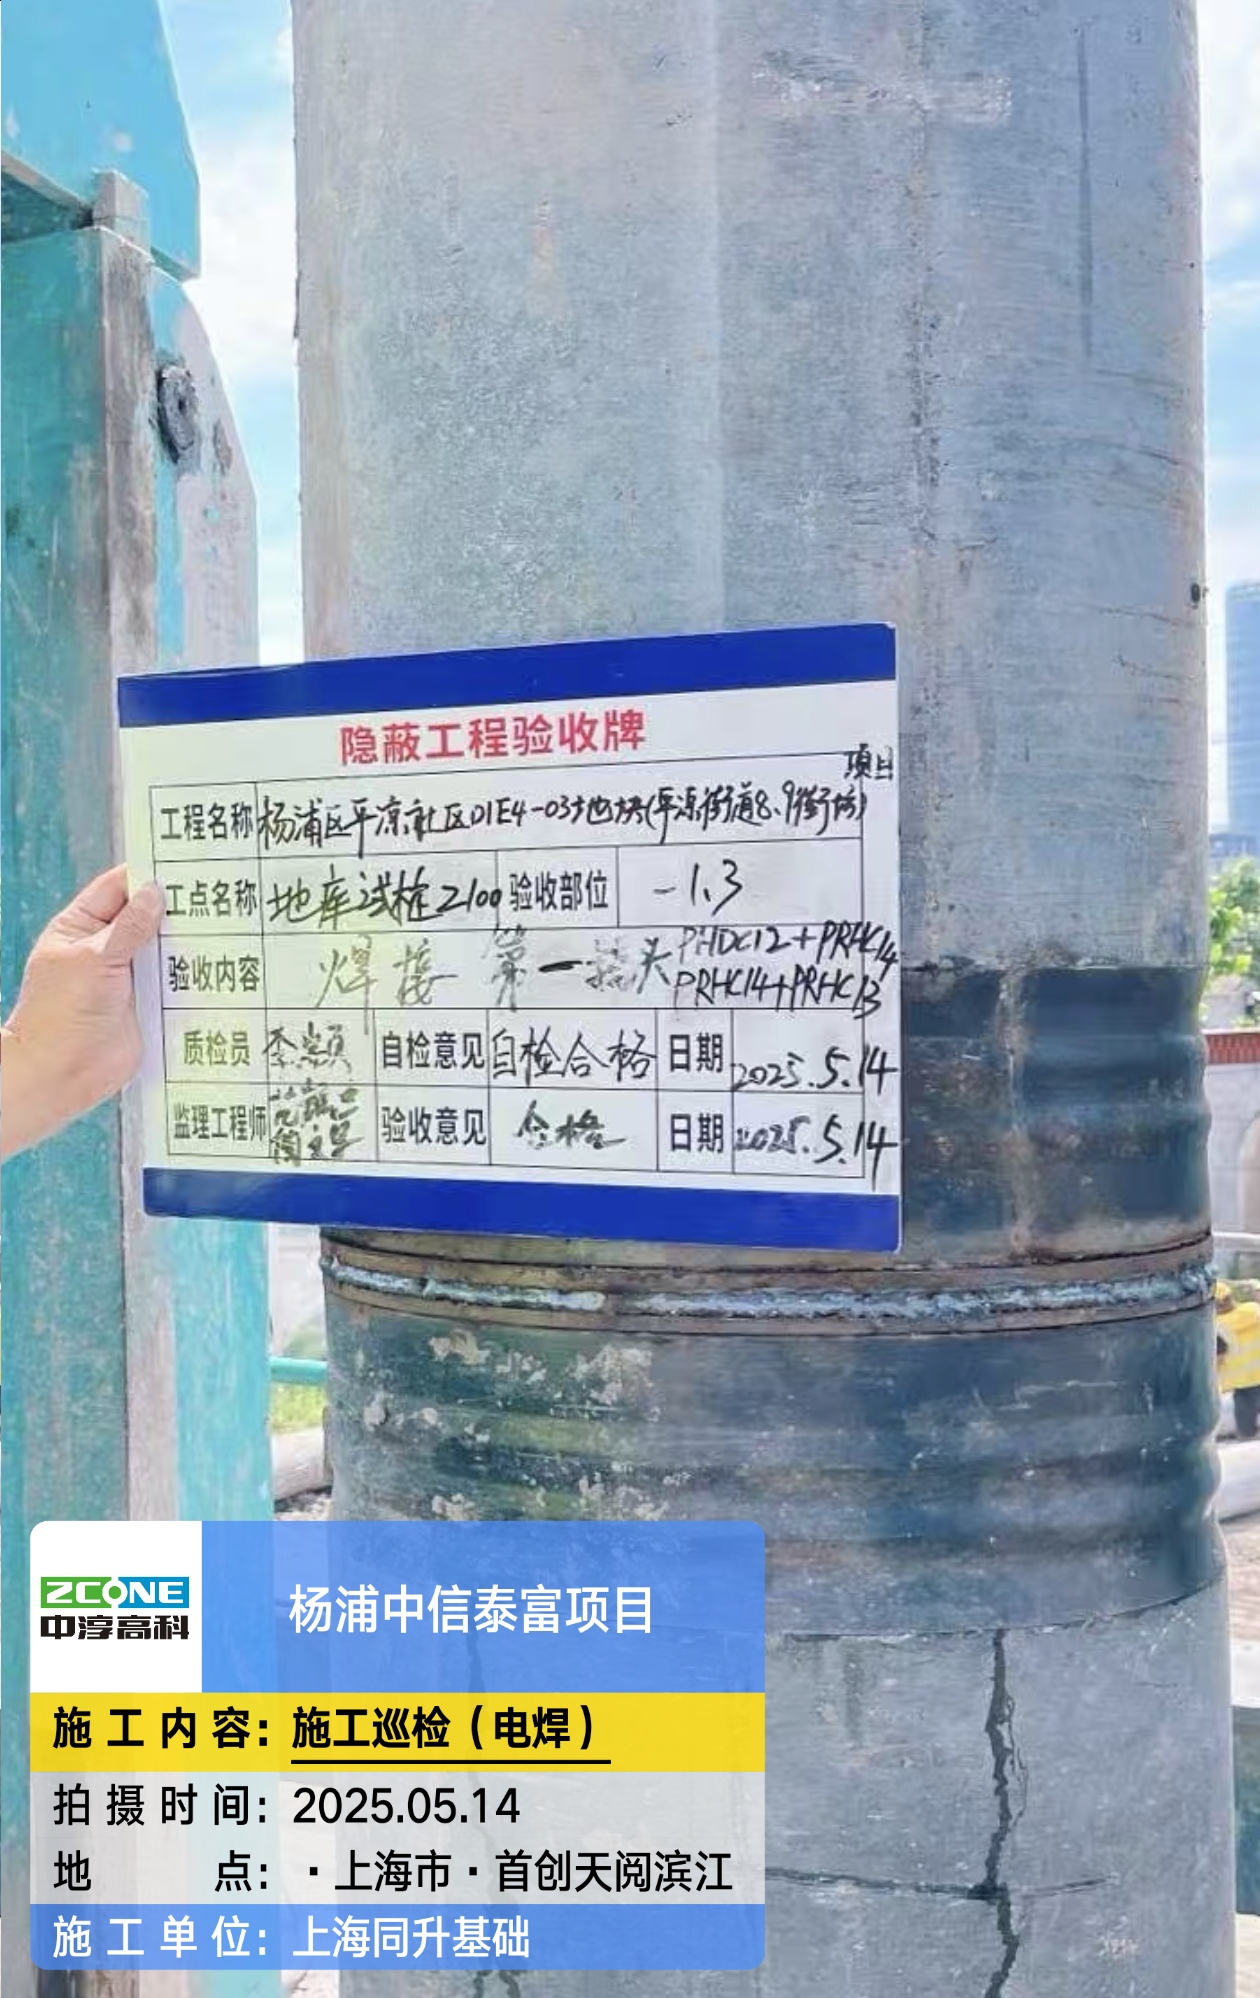 隐蔽工程验收牌
项目
工程名称 杨浦区平凉社区01E4-03地块(平凉街道8.9街坊)
工点名称 地库试桩2100 验收部位 -1.3
验收内容 焊接 第一接头 PHDC12+PRHC14
PRHC14+PRHC13
质检员 自检意见 自检合格 日期 2025.5.14
监理工程师 验收意见 合格 日期 2025.5.14
ZCONE
中淳高科
杨浦中信泰富项目
施工内容：施工巡检（电焊）
拍摄时间：2025.05.14
地点：·上海市·首创天阅滨江
施工单位：上海同升基础